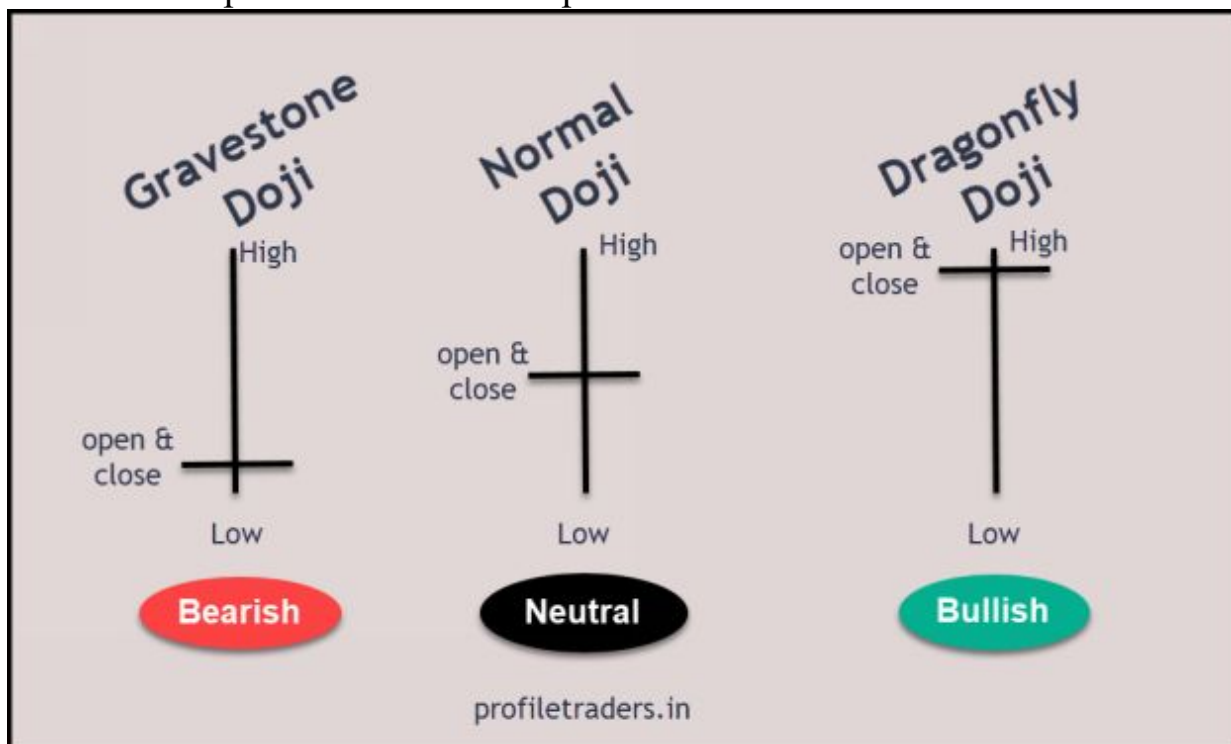 Gravestone
Doji
High
open &
close
Low
Bearish
Normal
Doji
High
open &
close
Low
Neutral
Dragonfly
Doji
open &
close
High
Low
Bullish
profiletraders.in